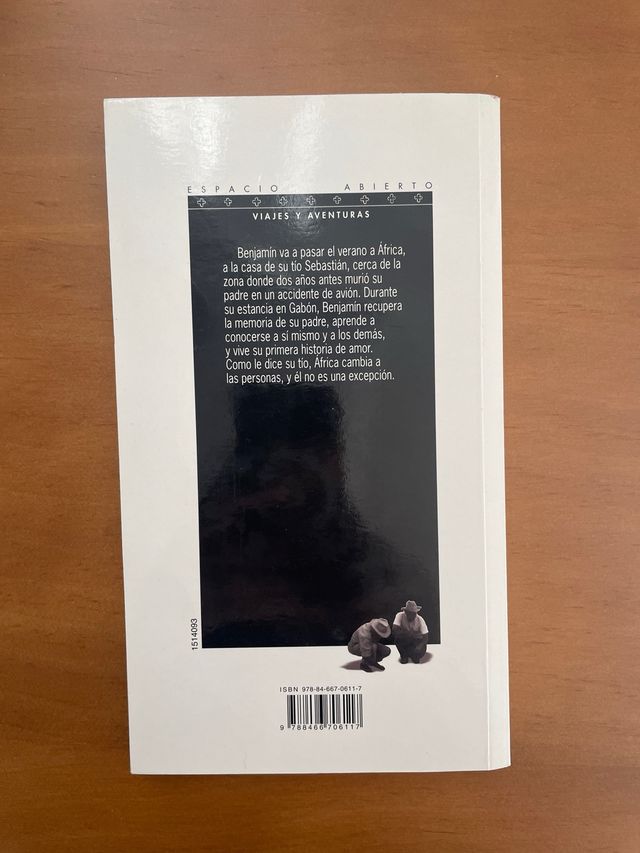 ESPACIO ABIERTO
VIAJES Y AVENTURAS
Benjamín va a pasar el verano a África,
a la casa de su tío Sebastián, cerca de la
zona donde dos años antes murió su
padre en un accidente de avión. Durante
su estancia en Gabón, Benjamín recupera
la memoria de su padre, aprende a
conocerse a sí mismo y a los demás,
y vive su primera historia de amor.
Como le dice su tío, África cambia a
las personas, y él no es una excepción.
1514093
ISBN 978-84-667-0611-7
9 788466 706117